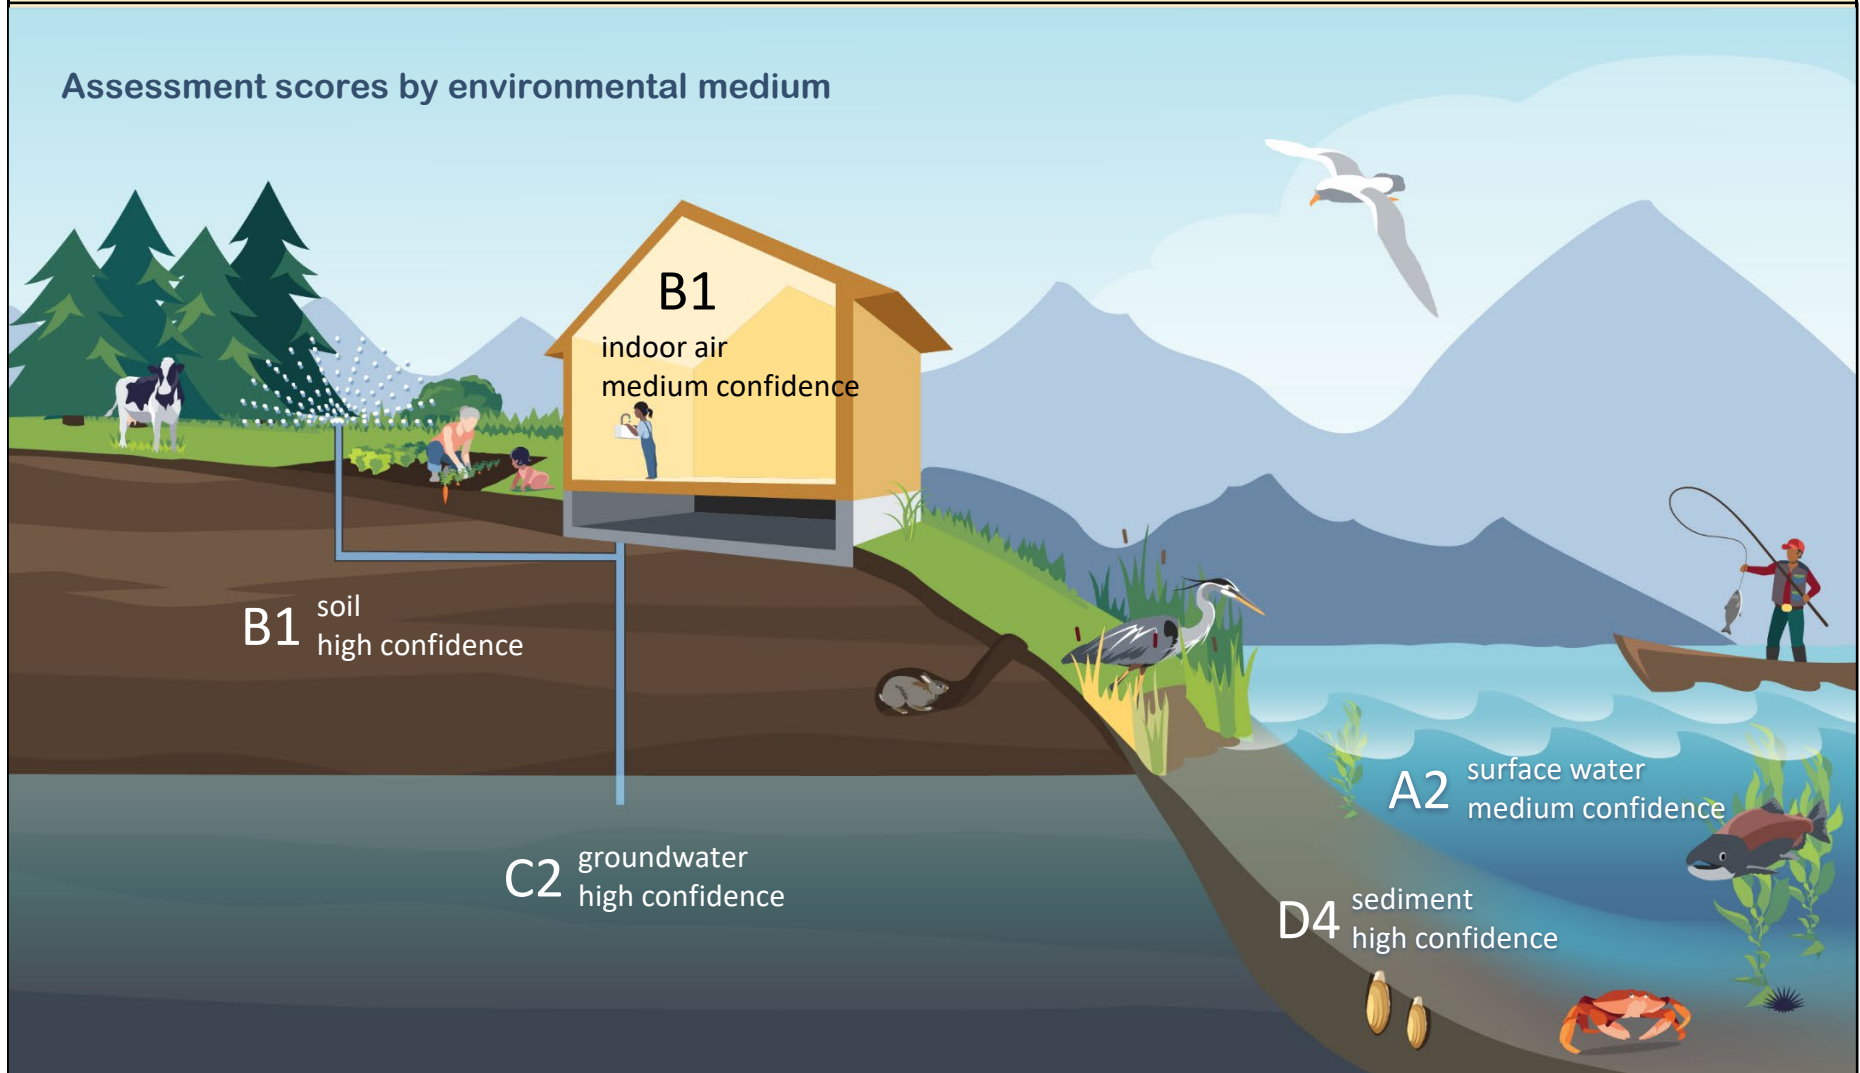 Assessment scores by environmental medium
B1
indoor air
medium confidence
B1
soil
high confidence
A2
surface water
medium confidence
C2
groundwater
high confidence
D4
sediment
high confidence